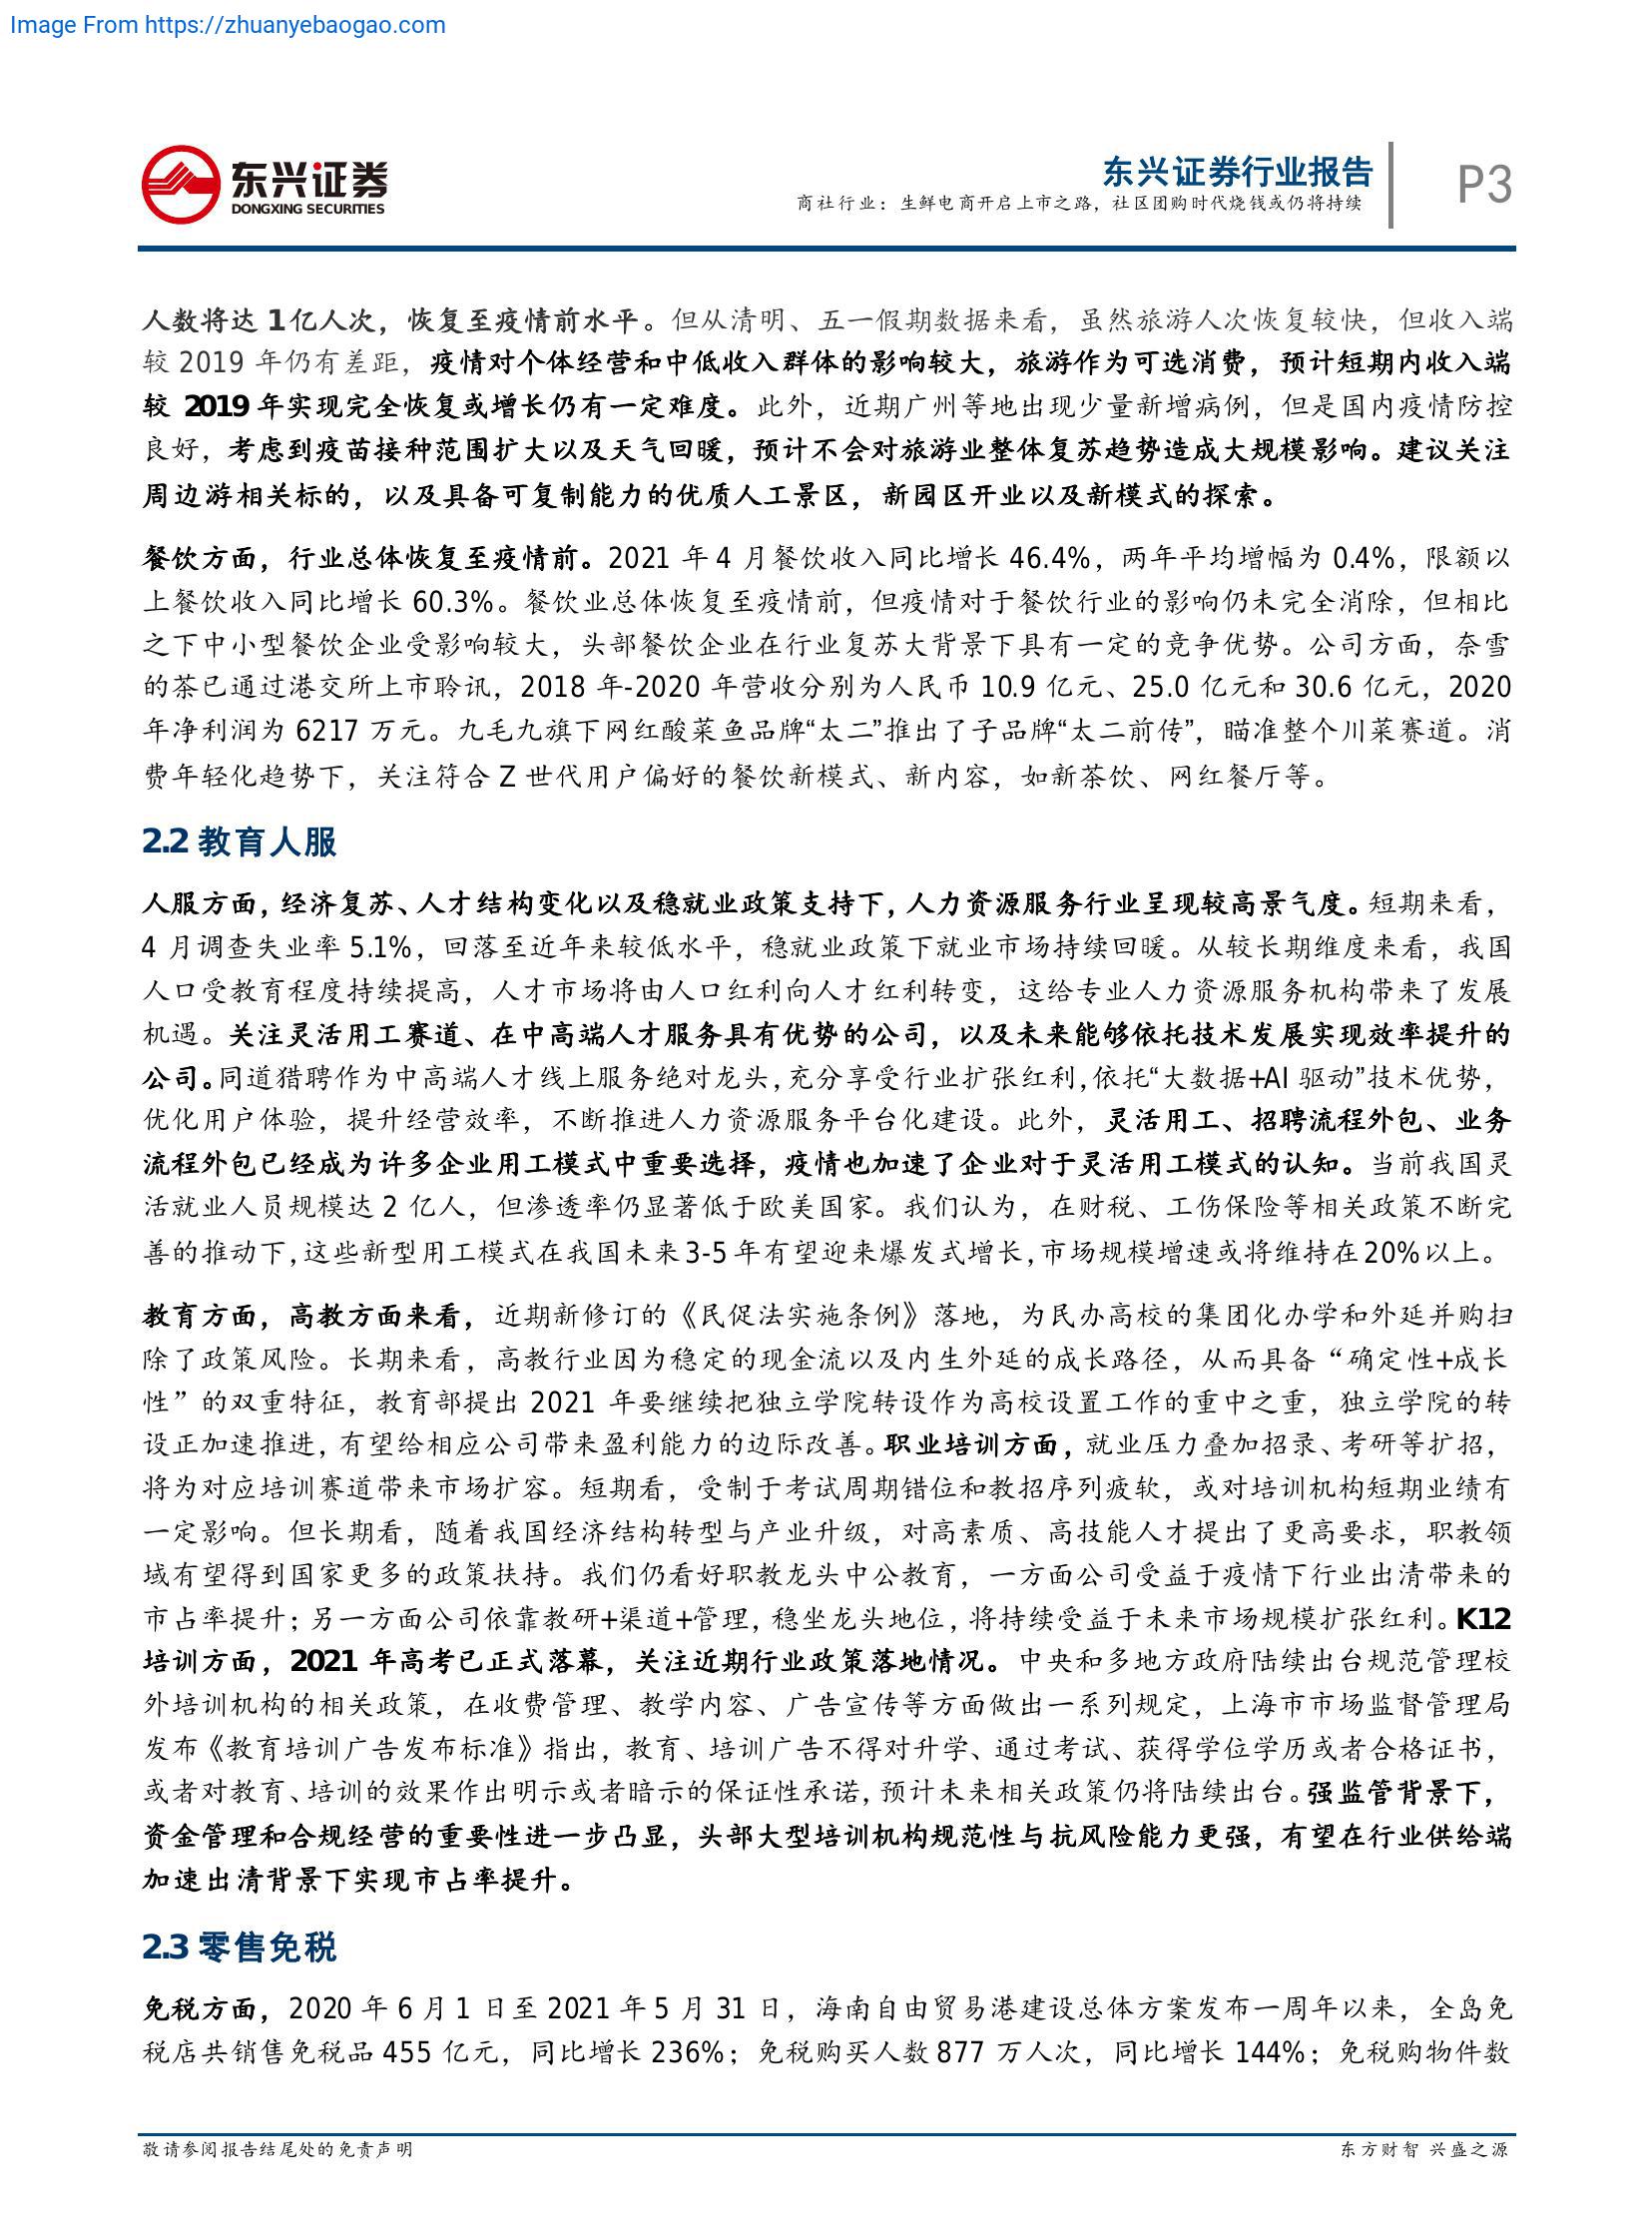 Image From https://zhuanyebaogao.com
东兴证券
DONGXING SECURITIES
东兴证券行业报告
商社行业：生鲜电商开启上市之路，社区团购时代烧钱或仍将持续
P3
人数将达 1 亿人次，恢复至疫情前水平。但从清明、五一假期数据来看，虽然旅游人次恢复较快，但收入端
较 2019 年仍有差距，疫情对个体经营和中低收入群体的影响较大，旅游作为可选消费，预计短期内收入端
较 2019 年实现完全恢复或增长仍有一定难度。此外，近期广州等地出现少量新增病例，但是国内疫情防控
良好，考虑到疫苗接种范围扩大以及天气回暖，预计不会对旅游业整体复苏趋势造成大规模影响。建议关注
周边游相关标的，以及具备可复制能力的优质人工景区，新园区开业以及新模式的探索。
餐饮方面，行业总体恢复至疫情前。2021 年 4 月餐饮收入同比增长 46.4%，两年平均增幅为 0.4%，限额以
上餐饮收入同比增长 60.3%。餐饮业总体恢复至疫情前，但疫情对于餐饮行业的影响仍未完全消除，但相比
之下中小型餐饮企业受影响较大，头部餐饮企业在行业复苏大背景下具有一定的竞争优势。公司方面，奈雪
的茶已通过港交所上市聆讯，2018 年-2020 年营收分别为人民币 10.9 亿元、25.0 亿元和 30.6 亿元，2020
年净利润为 6217 万元。九毛九旗下网红酸菜鱼品牌“太二”推出了子品牌“太二前传”，瞄准整个川菜赛道。消
费年轻化趋势下，关注符合 Z 世代用户偏好的餐饮新模式、新内容，如新茶饮、网红餐厅等。
2.2 教育人服
人服方面，经济复苏、人才结构变化以及稳就业政策支持下，人力资源服务行业呈现较高景气度。短期来看，
4 月调查失业率 5.1%，回落至近年来较低水平，稳就业政策下就业市场持续回暖。从较长期维度来看，我国
人口受教育程度持续提高，人才市场将由人口红利向人才红利转变，这给专业人力资源服务机构带来了发展
机遇。关注灵活用工赛道、在中高端人才服务具有优势的公司，以及未来能够依托技术发展实现效率提升的
公司。同道猎聘作为中高端人才线上服务绝对龙头，充分享受行业扩张红利，依托“大数据+AI 驱动”技术优势，
优化用户体验，提升经营效率，不断推进人力资源服务平台化建设。此外，灵活用工、招聘流程外包、业务
流程外包已经成为许多企业用工模式中重要选择，疫情也加速了企业对于灵活用工模式的认知。当前我国灵
活就业人员规模达 2 亿人，但渗透率仍显著低于欧美国家。我们认为，在财税、工伤保险等相关政策不断完
善的推动下，这些新型用工模式在我国未来 3-5 年有望迎来爆发式增长，市场规模增速或将维持在 20%以上。
教育方面，高教方面来看，近期新修订的《民促法实施条例》落地，为民办高校的集团化办学和外延并购扫
除了政策风险。长期来看，高教行业因为稳定的现金流以及内生外延的成长路径，从而具备“确定性+成长
性”的双重特征，教育部提出 2021 年要继续把独立学院转设作为高校设置工作的重中之重，独立学院的转
设正加速推进，有望给相应公司带来盈利能力的边际改善。职业培训方面，就业压力叠加招录、考研等扩招，
将为对应培训赛道带来市场扩容。短期看，受制于考试周期错位和教招序列疲软，或对培训机构短期业绩有
一定影响。但长期看，随着我国经济结构转型与产业升级，对高素质、高技能人才提出了更高要求，职教领
域有望得到国家更多的政策扶持。我们仍看好职教龙头中公教育，一方面公司受益于疫情下行业出清带来的
市占率提升；另一方面公司依靠教研+渠道+管理，稳坐龙头地位，将持续受益于未来市场规模扩张红利。K12
培训方面，2021 年高考已正式落幕，关注近期行业政策落地情况。中央和多地方政府陆续出台规范管理校
外培训机构的相关政策，在收费管理、教学内容、广告宣传等方面做出一系列规定，上海市市场监督管理局
发布《教育培训广告发布标准》指出，教育、培训广告不得对升学、通过考试、获得学位学历或者合格证书，
或者对教育、培训的效果作出明示或者暗示的保证性承诺，预计未来相关政策仍将陆续出台。强监管背景下，
资金管理和合规经营的重要性进一步凸显，头部大型培训机构规范性与抗风险能力更强，有望在行业供给端
加速出清背景下实现市占率提升。
2.3 零售免税
免税方面，2020 年 6 月 1 日至 2021 年 5 月 31 日，海南自由贸易港建设总体方案发布一周年以来，全岛免
税店共销售免税品 455 亿元，同比增长 236%；免税购买人数 877 万人次，同比增长 144%；免税购物件数
敬请参阅报告结尾处的免责声明
东方财智 兴盛之源